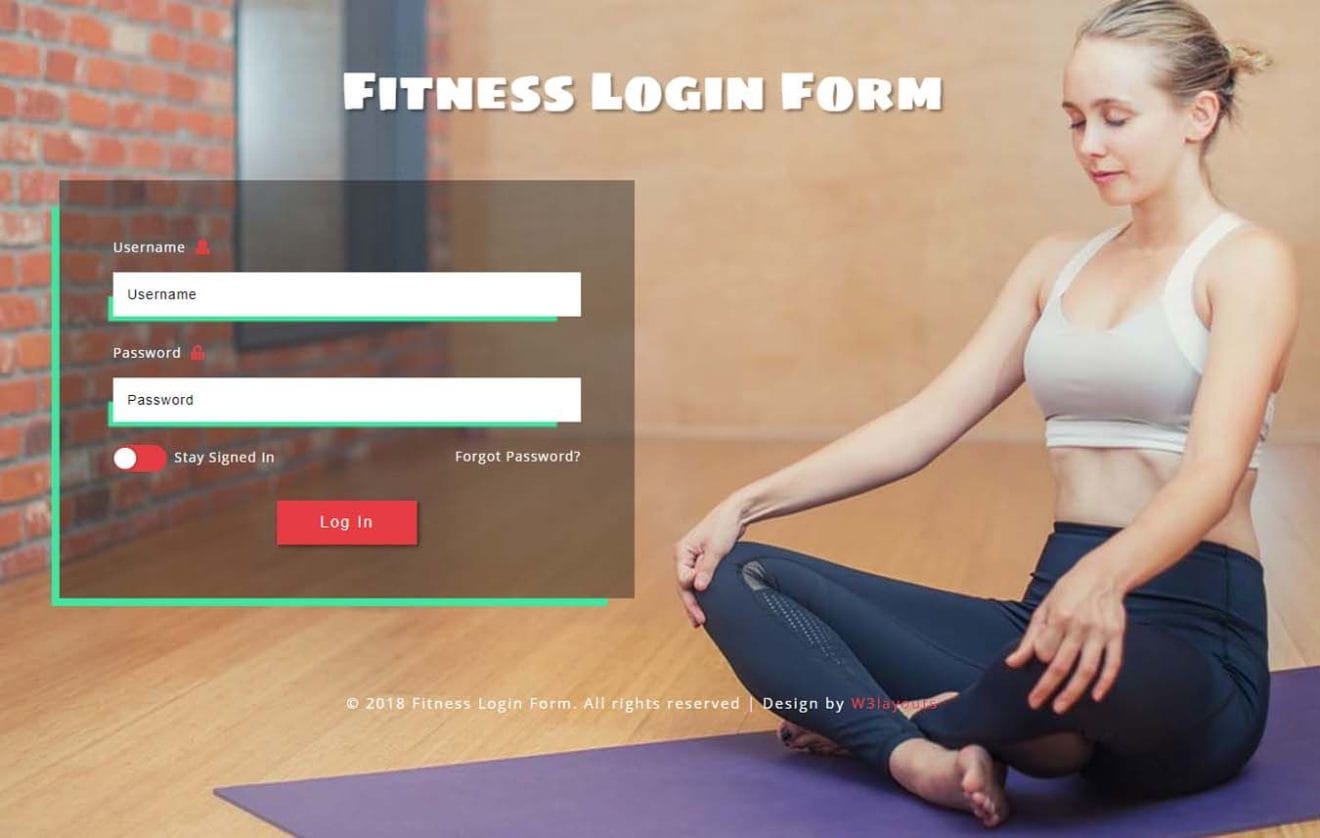 Fitness Login Form
Username
Username
Password
Password
Stay Signed In
Forgot Password?
Log In
© 2018 Fitness Login Form. All rights reserved | Design by W3layouts